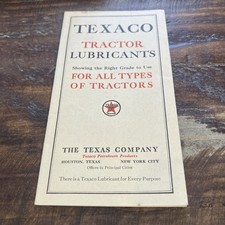 TEXACO
TRACTOR
LUBRICANTS
Showing the Right Grade to Use
FOR ALL TYPES
OF TRACTORS
THE TEXAS COMPANY
Texaco Petroleum Products
HOUSTON, TEXAS NEW YORK CITY
Offices in Principal Cities
There is a Texaco Lubricant for Every Purpose